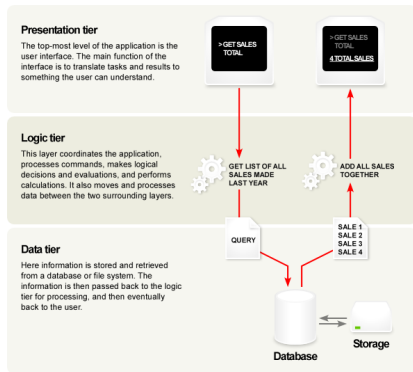 Presentation tier
The top-most level of the application is the
user interface. The main function of the
interface is to translate tasks and results to
something the user can understand.
> GET SALES
TOTAL
> GET SALES
TOTAL
4 TOTAL SALES
Logic tier
This layer coordinates the application,
processes commands, makes logical
decisions and evaluations, and performs
calculations. It also moves and processes
data between the two surrounding layers.
GET LIST OF ALL
SALES MADE
LAST YEAR
ADD ALL SALES
TOGETHER
Data tier
Here information is stored and retrieved
from a database or file system. The
information is then passed back to the logic
tier for processing, and then eventually
back to the user.
QUERY
SALE 1
SALE 2
SALE 3
SALE 4
Database
Storage